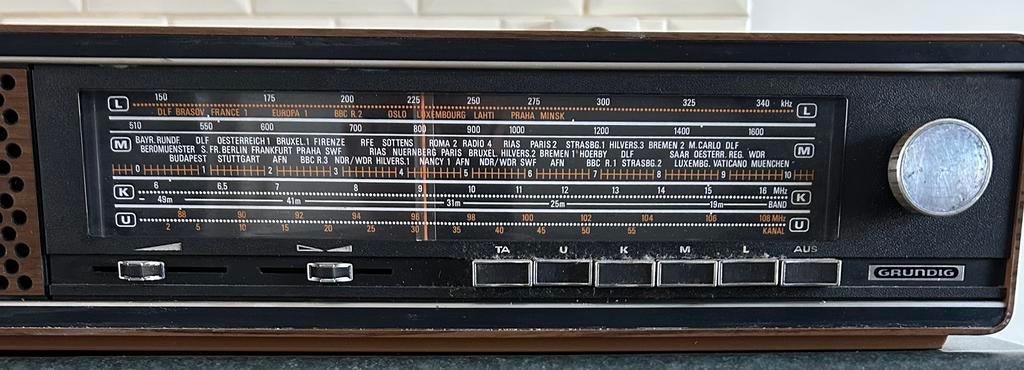 L 150 175 200 225 250 275 300 325 340 kHz L
DLF BRASOV FRANCE 1 EUROPA 1 BBC R.2 OSLO LUXEMBOURG LAHTI PRAHA MINSK
510 550 600 700 800 900 1000 1200 1400 1600
M BAYR.RUNDF. DLF OESTERREICH 1 BRUXEL.1 FIRENZE RFE SOTTENS ROMA 2 RADIO 4 RIAS PARIS 2 STRASBG.1 HILVERS.3 BREMEN 2 M.CARLO DLF M
BEROMUENSTER S.FR.BERLIN FRANKFURT PRAHA SWF RIAS NUERNBERG PARIS BRUXEL.HILVERS.2 BREMEN 1 HOERBY DLF SAAR OESTERR.REG. WDR
BUDAPEST STUTTGART AFN BBC R.3 NDR/WDR HILVERS.1 NANCY 1 AFN NDR/WDR SWF AFN BBC R.1 STRASBG.2 LUXEMBG. VATICANO MUENCHEN
0 1 2 3 4 5 6 7 8 9 10
K 6 6.5 7 8 9 10 11 12 13 14 15 16 MHz K
49m 41m 31m 25m 19m BAND
U 88 90 92 94 96 98 100 102 104 106 108 MHz U
2 5 10 15 20 25 30 35 40 45 50 55 KANAL
TA U K M L AUS
GRUNDIG